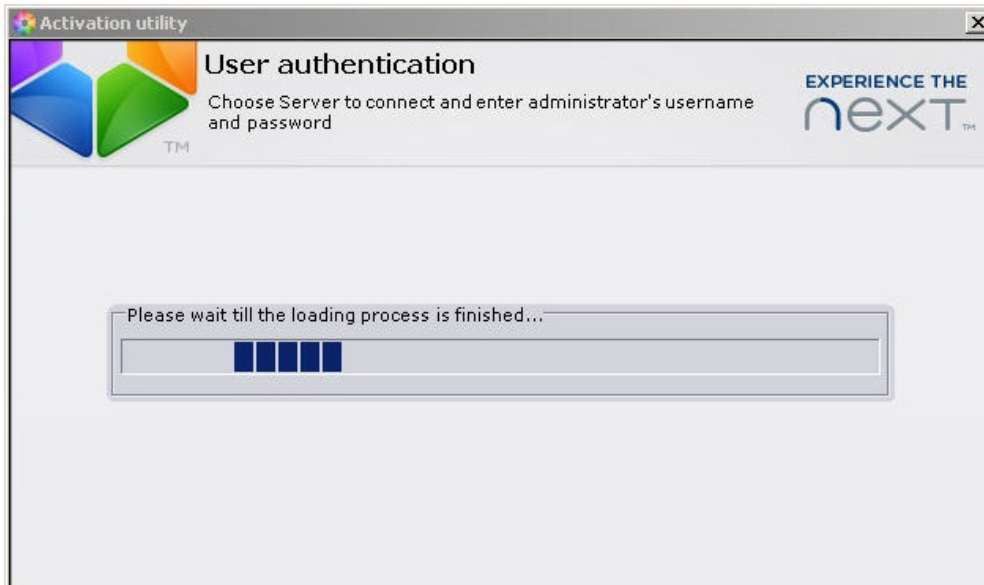 Activation utility
User authentication
Choose Server to connect and enter administrator's username
and password
TM
EXPERIENCE THE
next™
Please wait till the loading process is finished...